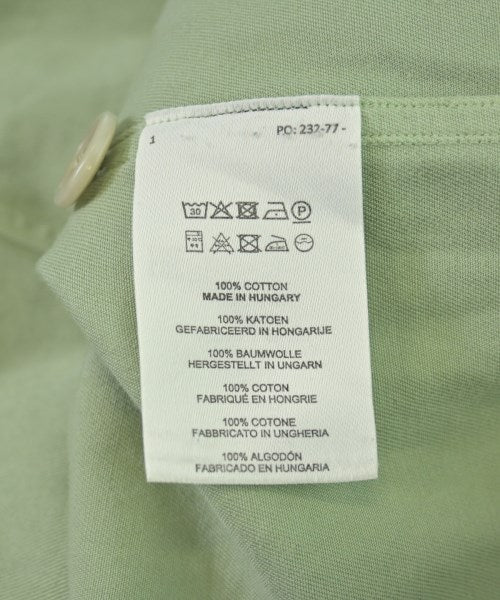 1 PO: 232-77-
30
P
100% COTTON
MADE IN HUNGARY
100% KATOEN
GEFABRICEERD IN HONGARIJE
100% BAUMWOLLE
HERGESTELLT IN UNGARN
100% COTON
FABRIQUÉ EN HONGRIE
100% COTONE
FABBRICATO IN UNGHERIA
100% ALGODÓN
FABRICADO EN HUNGARIA